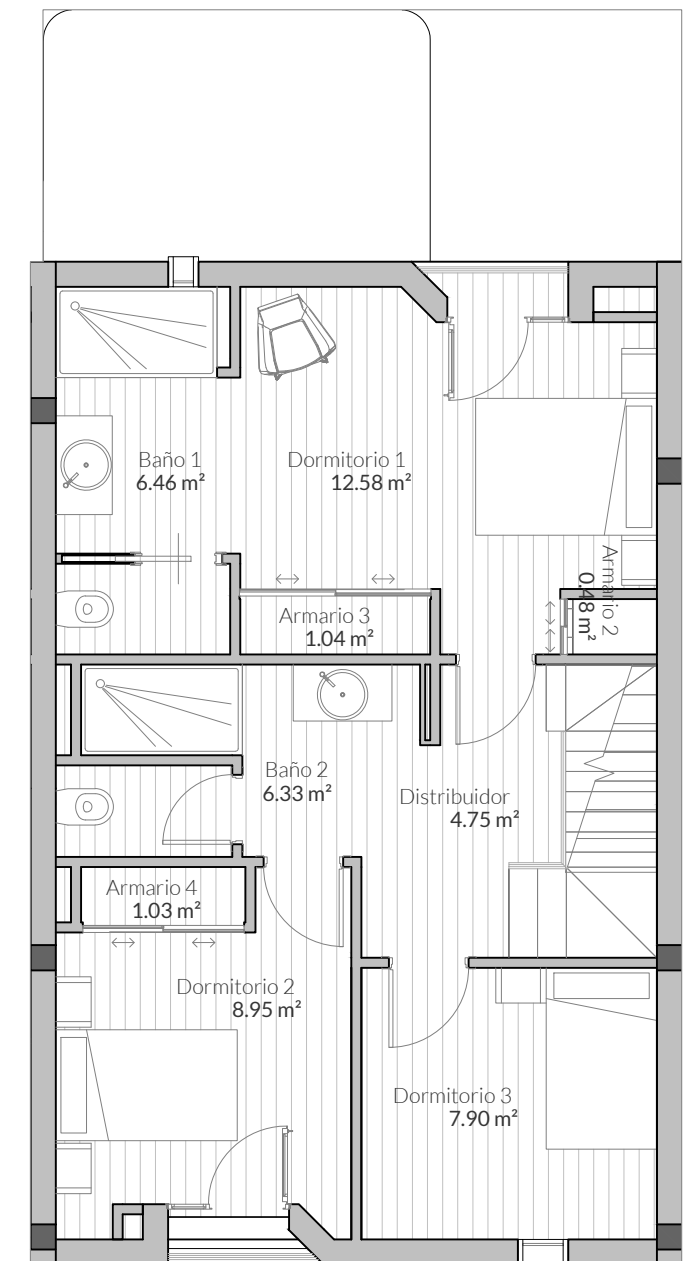 Baño 1
6.46 m²
Dormitorio 1
12.58 m²
Armario 2
0.48 m²
Armario 3
1.04 m²
Baño 2
6.33 m²
Distribuidor
4.75 m²
Armario 4
1.03 m²
Dormitorio 2
8.95 m²
Dormitorio 3
7.90 m²